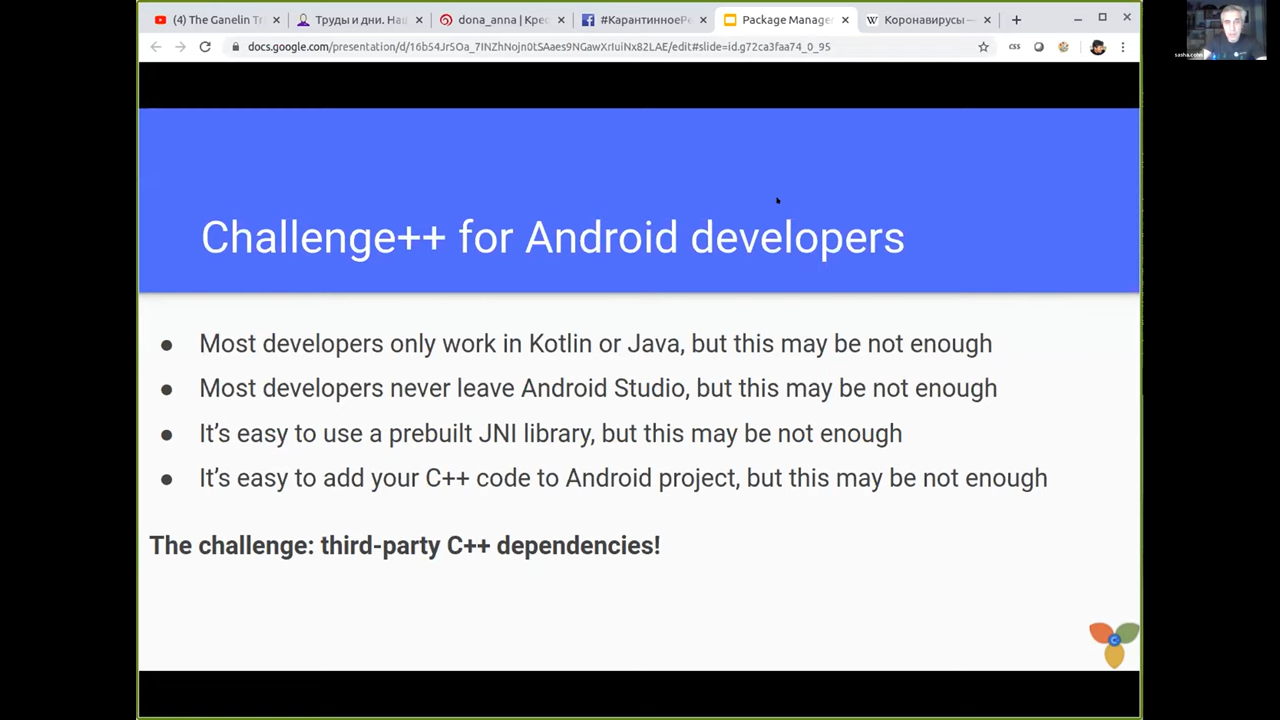 (4) The Ganelin Tr
Труды и дни. Наш
dona_anna | Крес
#КарантинноеРе
Package Manage
Коронавирусы —
docs.google.com/presentation/d/16b54Jr5Oa_7INZhNojn0tSAaes9NGawXrIuiNx82LAE/edit#slide=id.g72ca3faa74_0_95
CSS
Challenge++ for Android developers
● Most developers only work in Kotlin or Java, but this may be not enough
● Most developers never leave Android Studio, but this may be not enough
● It’s easy to use a prebuilt JNI library, but this may be not enough
● It’s easy to add your C++ code to Android project, but this may be not enough
The challenge: third-party C++ dependencies!
C